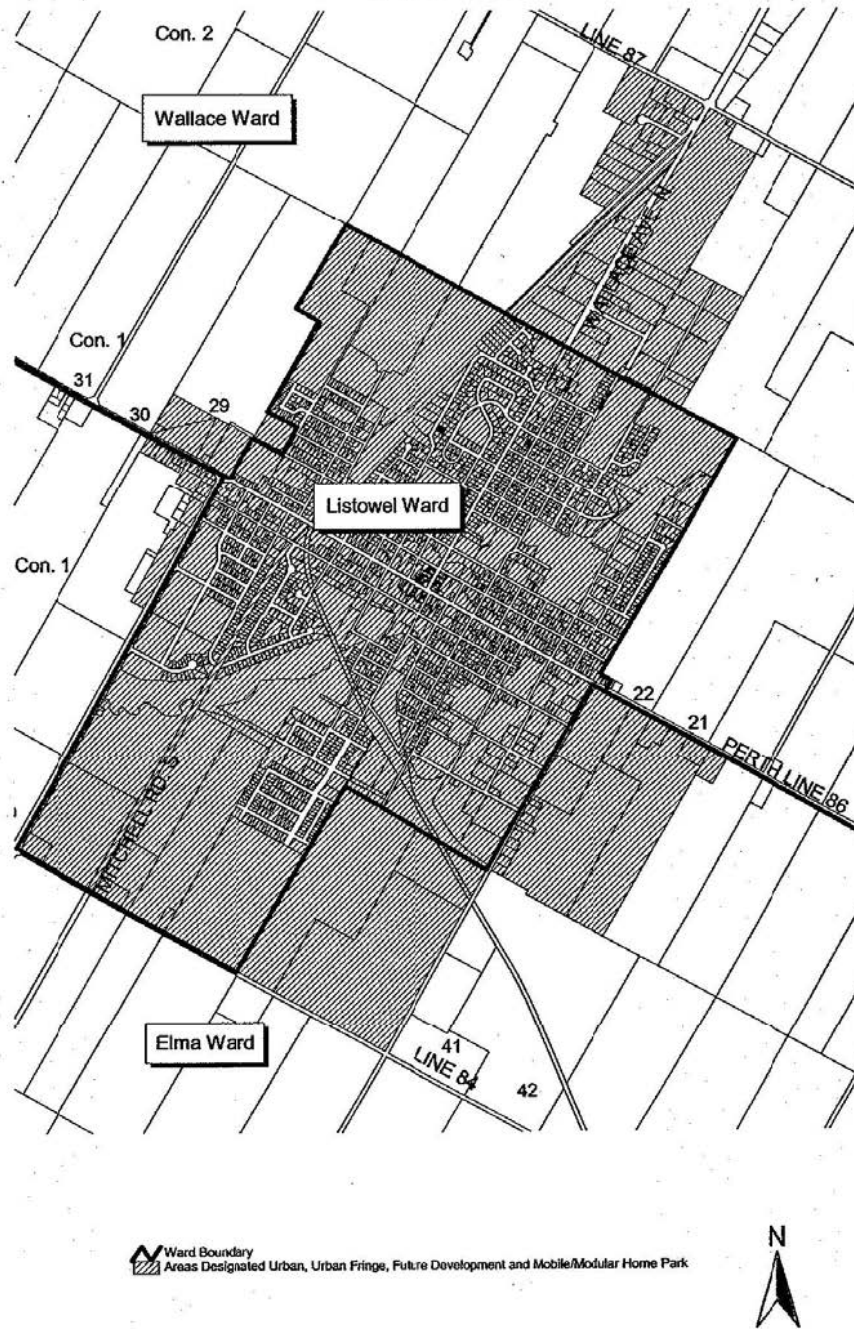 Con. 2
LINE 87
Wallace Ward
WALLACE AVE. N
Con. 1
31
30
29
Listowel Ward
Con. 1
22
21
PERTH LINE 86
MITCHELL RD. S
Elma Ward
41
LINE 84
42
Ward Boundary
Areas Designated Urban, Urban Fringe, Future Development and Mobile/Modular Home Park
N